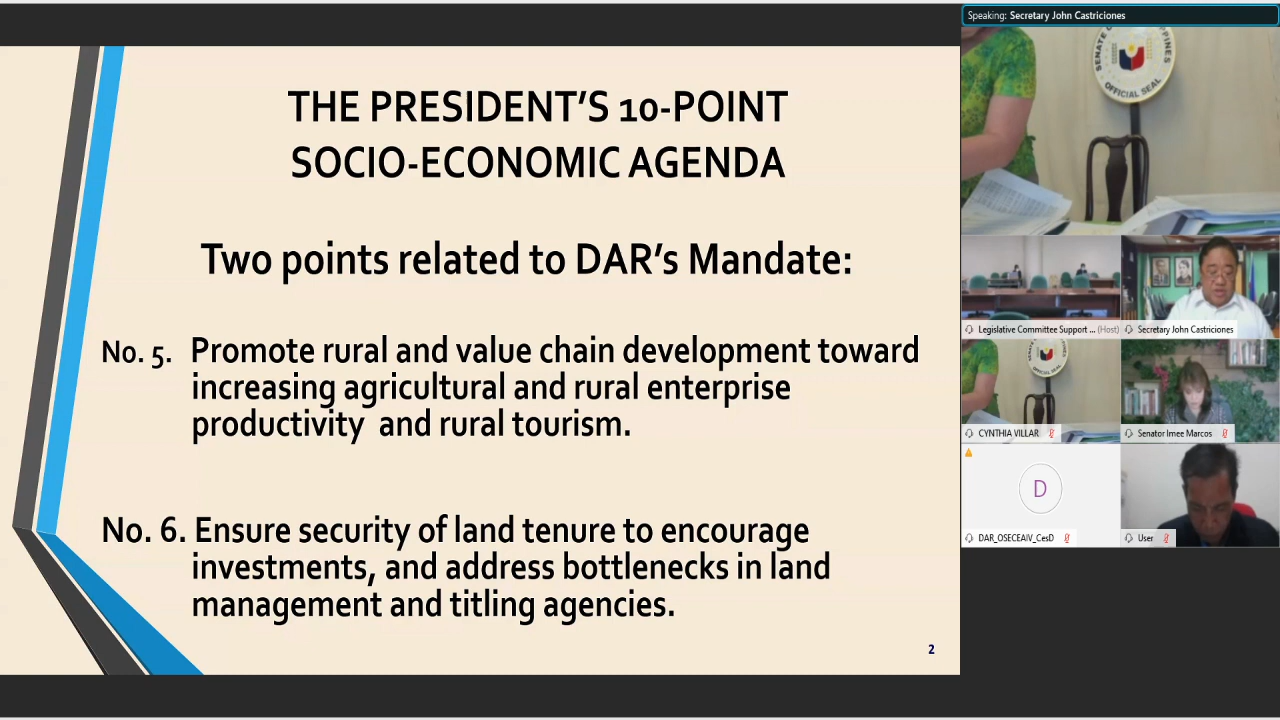 Speaking: Secretary John Castriciones
THE PRESIDENT'S 10-POINT
SOCIO-ECONOMIC AGENDA
Two points related to DAR's Mandate:
No. 5. Promote rural and value chain development toward
increasing agricultural and rural enterprise
productivity and rural tourism.
No. 6. Ensure security of land tenure to encourage
investments, and address bottlenecks in land
management and titling agencies.
2
OFFICIAL SEAL
Legislative Committee Support ... (Host)
Secretary John Castriciones
CYNTHIA VILLAR
Senator Imee Marcos
D
DAR_OSECEAIV_CesD
User